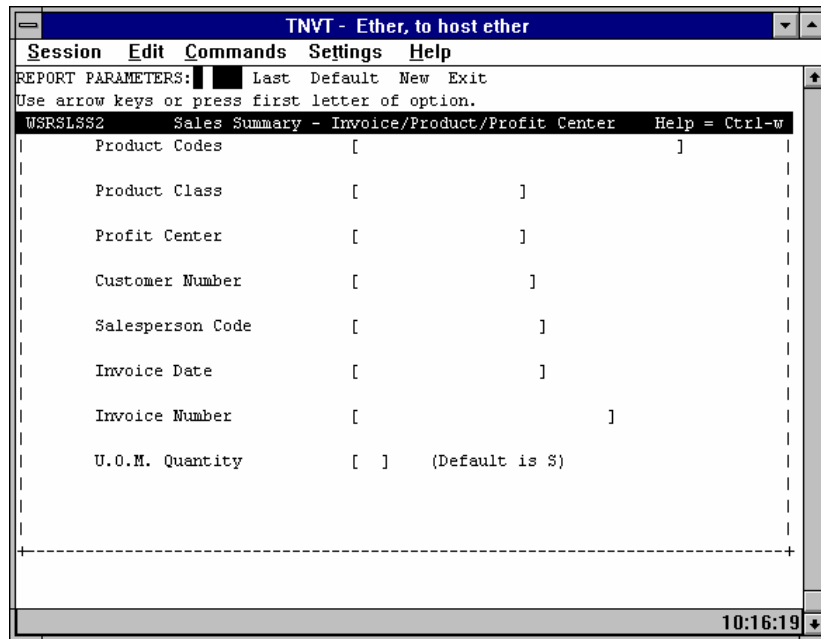 TNVT - Ether, to host ether
Session Edit Commands Settings Help
REPORT PARAMETERS: Last Default New Exit
Use arrow keys or press first letter of option.
WSRSLSS2 Sales Summary - Invoice/Product/Profit Center Help = Ctrl-w
Product Codes [ ]
Product Class [ ]
Profit Center [ ]
Customer Number [ ]
Salesperson Code [ ]
Invoice Date [ ]
Invoice Number [ ]
U.O.M. Quantity [ ] (Default is S)
10:16:19